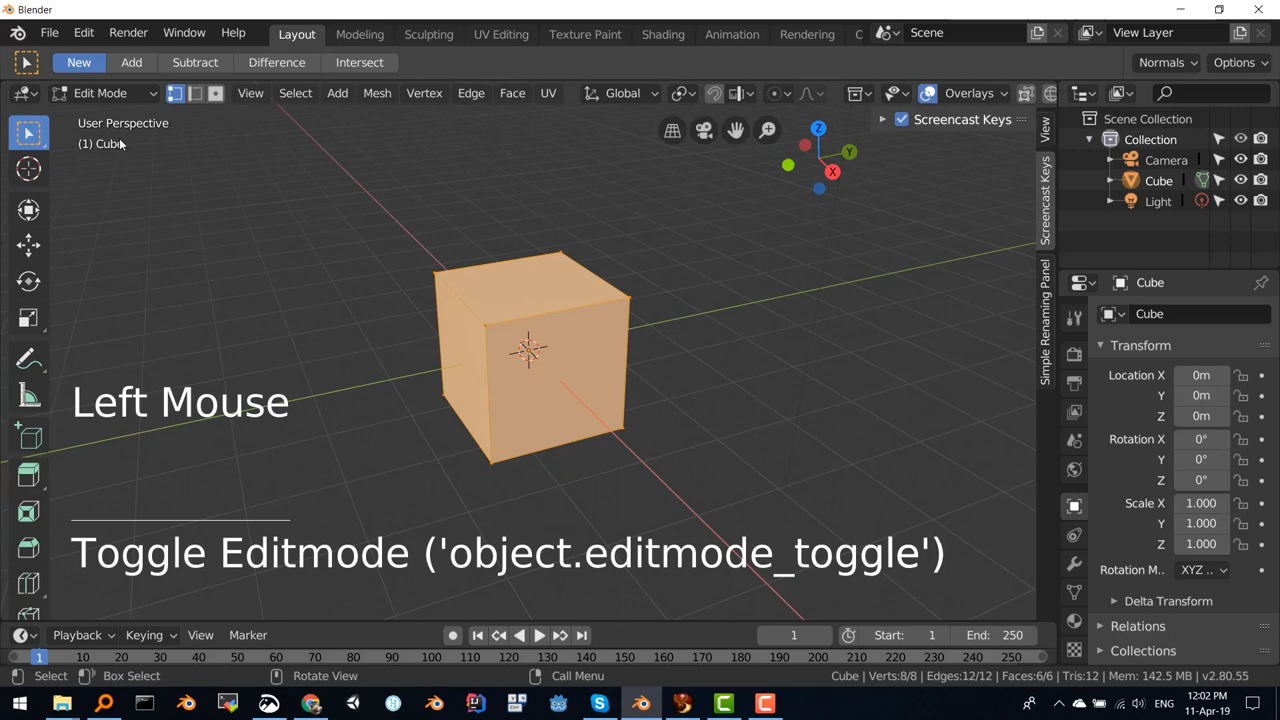 Blender
File Edit Render Window Help Layout Modeling Sculpting UV Editing Texture Paint Shading Animation Rendering C Scene View Layer
New Add Subtract Difference Intersect Normals Options
Edit Mode View Select Add Mesh Vertex Edge Face UV Global Overlays
User Perspective
(1) Cube
Screencast Keys
Z
Y
X
View
Screencast Keys
Simple Renaming Panel
Scene Collection
Collection
Camera
Cube
Light
Cube
Cube
Transform
Location X 0m
Y 0m
Z 0m
Rotation X 0°
Y 0°
Z 0°
Scale X 1.000
Y 1.000
Z 1.000
Rotation M.. XYZ ..
Delta Transform
Relations
Collections
Left Mouse
Toggle Editmode ('object.editmode_toggle')
Playback Keying View Marker 1 Start: 1 End: 250
1 10 20 30 40 50 60 70 80 90 100 110 120 130 140 150 160 170 180 190 200 210 220 230 240 250
Select Box Select Rotate View Call Menu Cube | Verts:8/8 | Edges:12/12 | Faces:6/6 | Tris:12 | Mem: 142.5 MB | v2.80.55
ENG 12:02 PM
11-Apr-19